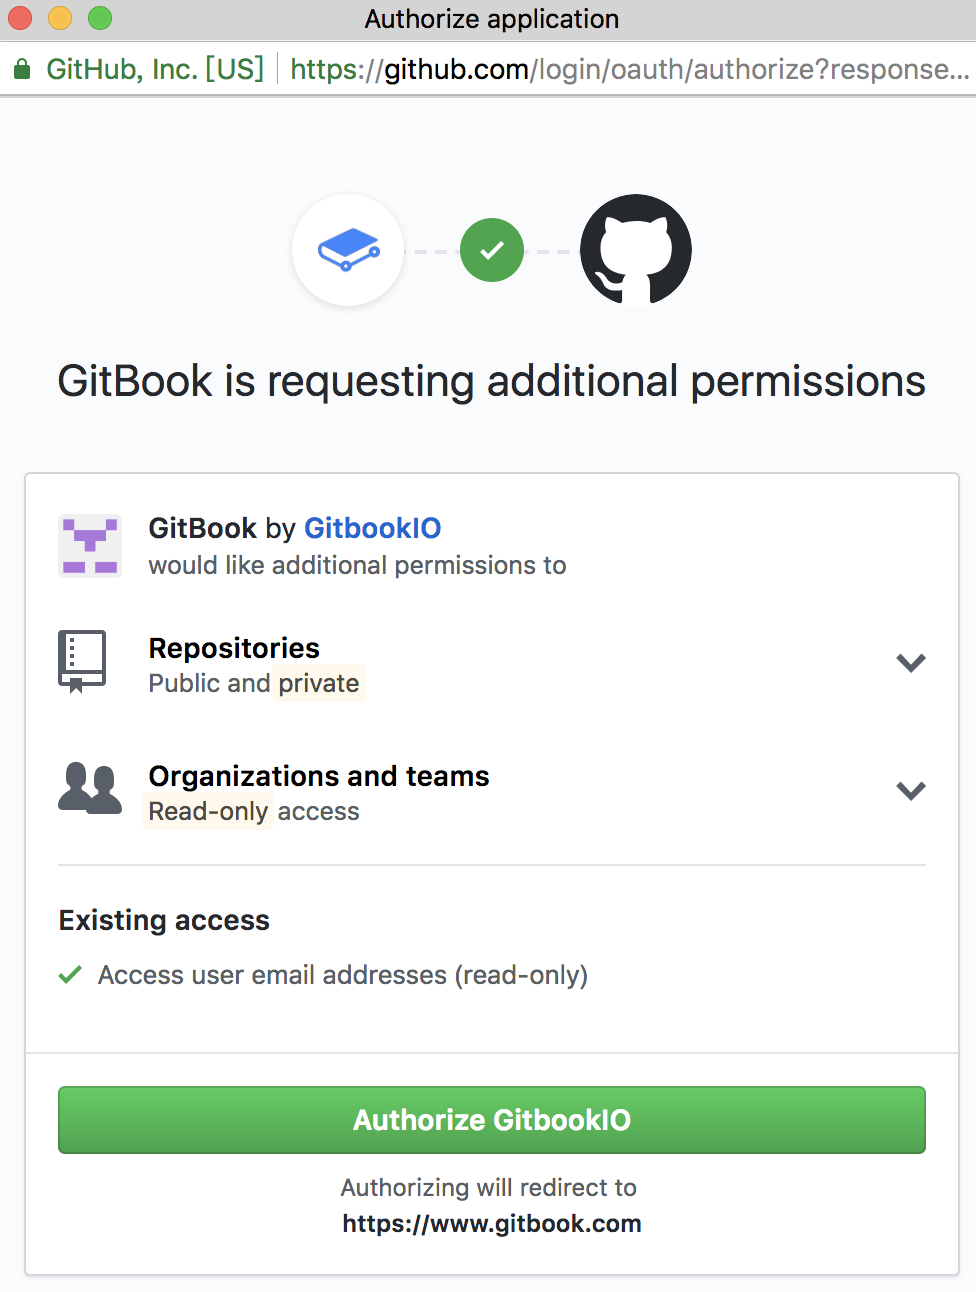 Authorize application
GitHub, Inc. [US] https://github.com/login/oauth/authorize?response...
GitBook is requesting additional permissions
GitBook by GitbookIO
would like additional permissions to
Repositories
Public and private
Organizations and teams
Read-only access
Existing access
Access user email addresses (read-only)
Authorize GitbookIO
Authorizing will redirect to
https://www.gitbook.com